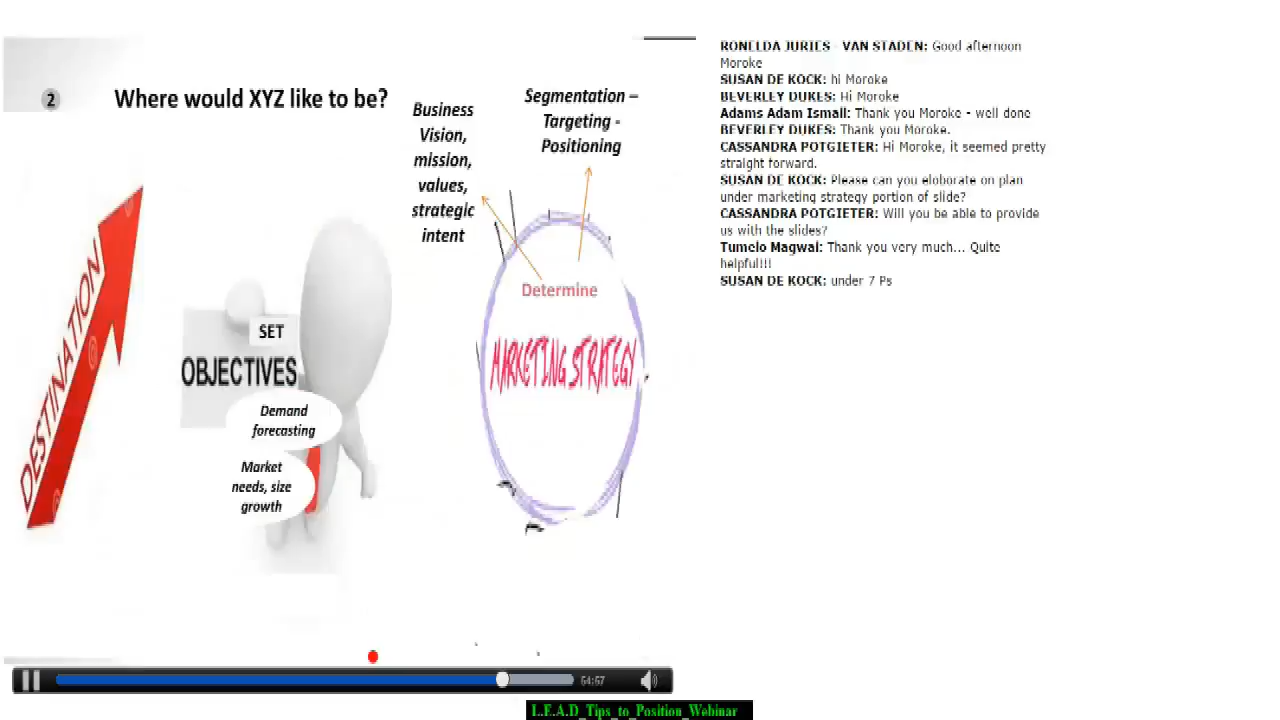 2
Where would XYZ like to be?
Business
Vision,
mission,
values,
strategic
intent
Segmentation –
Targeting -
Positioning
DESTINATION
SET
OBJECTIVES
Demand
forecasting
Market
needs, size
growth
Determine
MARKETING STRATEGY
54:57
L.E.A.D_Tips_to_Position_Webinar
RONELDA JURIES - VAN STADEN: Good afternoon
Moroke
SUSAN DE KOCK: hi Moroke
BEVERLEY DUKES: Hi Moroke
Adams Adam Ismail: Thank you Moroke - well done
BEVERLEY DUKES: Thank you Moroke.
CASSANDRA POTGIETER: Hi Moroke, it seemed pretty
straight forward.
SUSAN DE KOCK: Please can you eloborate on plan
under marketing strategy portion of slide?
CASSANDRA POTGIETER: Will you be able to provide
us with the slides?
Tumelo Magwai: Thank you very much... Quite
helpful!!!
SUSAN DE KOCK: under 7 Ps